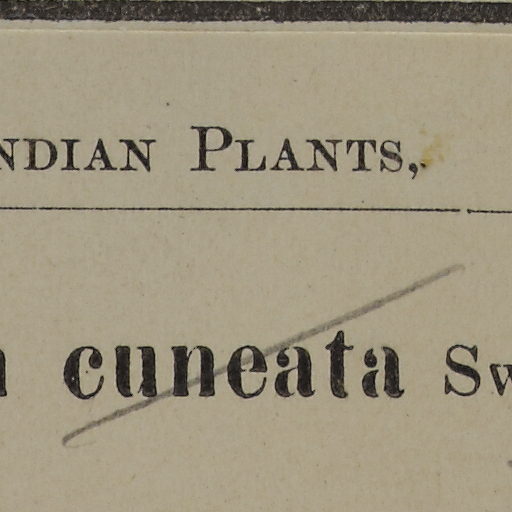 NDIAN PLANTS,
cuneata Sw